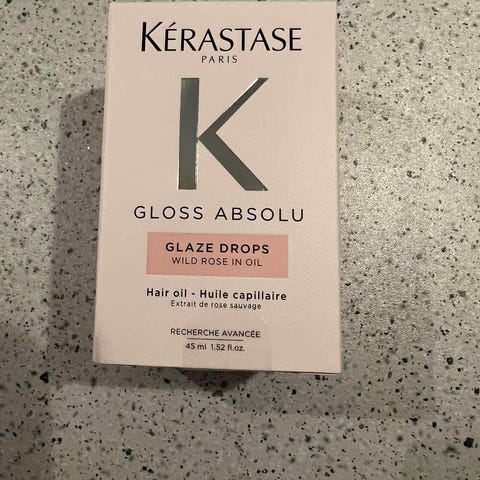 KÉRASTASE
PARIS
K
GLOSS ABSOLU
GLAZE DROPS
WILD ROSE IN OIL
Hair oil - Huile capillaire
Extrait de rose sauvage
RECHERCHE AVANCÉE
45 ml 1.52 fl.oz.